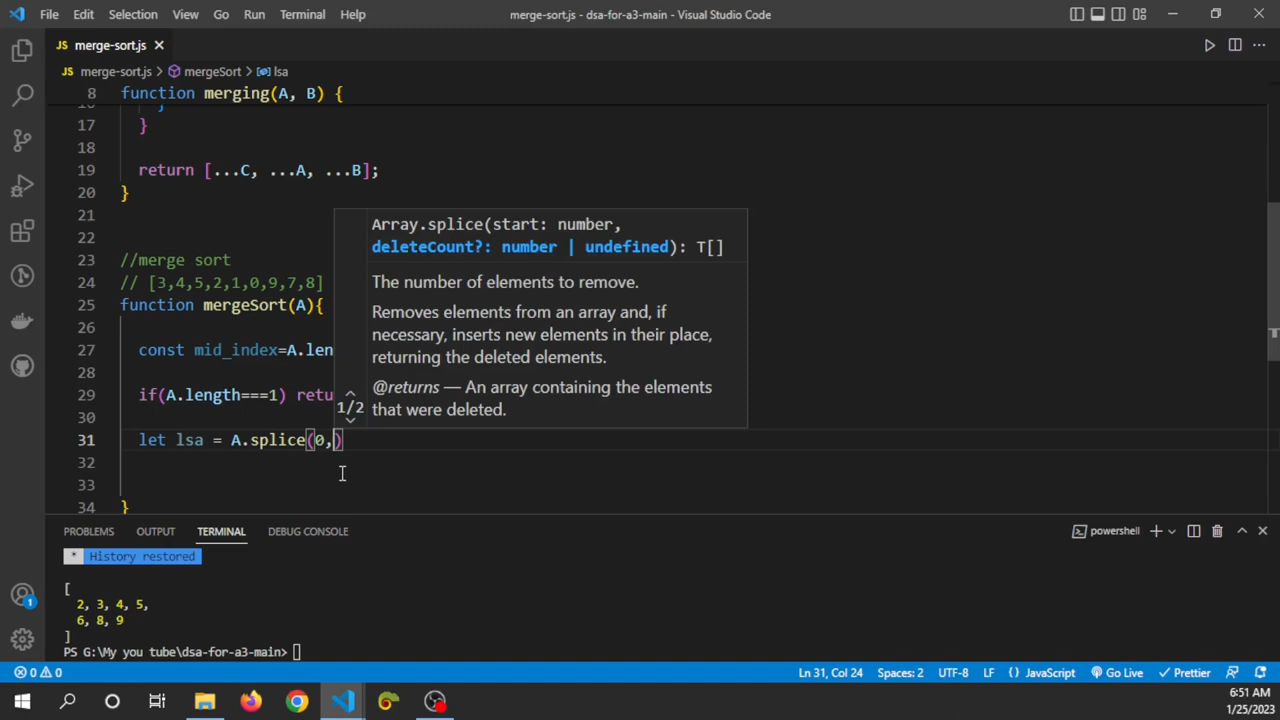 File Edit Selection View Go Run Terminal Help merge-sort.js - dsa-for-a3-main - Visual Studio Code
JS merge-sort.js
JS merge-sort.js > mergeSort > lsa
8 function merging(A, B) {
17 }
18
19 return [...C, ...A, ...B];
20 }
21
22
23 //merge sort
24 // [3,4,5,2,1,0,9,7,8]
25 function mergeSort(A){
26
27 const mid_index=A.len
28
29 if(A.length===1) retu
30
31 let lsa = A.splice(0,)
32
33
34 }
Array.splice(start: number,
deleteCount?: number | undefined): T[]
The number of elements to remove.
Removes elements from an array and, if
necessary, inserts new elements in their place,
returning the deleted elements.
@returns — An array containing the elements
that were deleted.
1/2
PROBLEMS OUTPUT TERMINAL DEBUG CONSOLE powershell
* History restored
[
2, 3, 4, 5,
6, 8, 9
]
PS G:\My you tube\dsa-for-a3-main>
1
0 0 Ln 31, Col 24 Spaces: 2 UTF-8 LF { } JavaScript Go Live Prettier
6:51 AM
1/25/2023